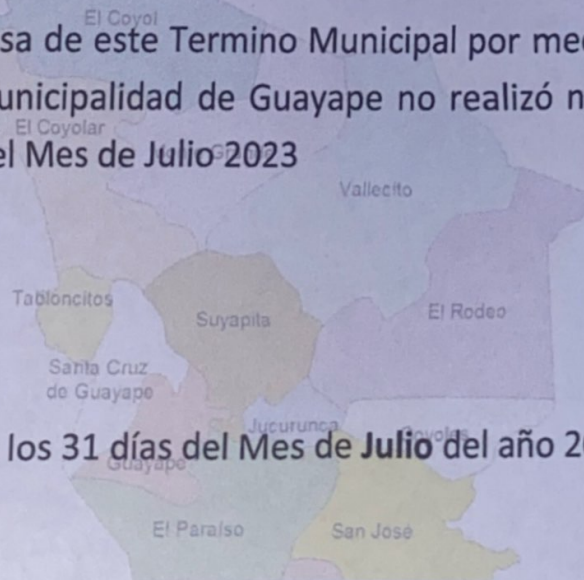 El Coyol
sa de este Termino Municipal por me
unicipalidad de Guayape no realizó n
El Coyolar
el Mes de Julio 2023
Vallecito
Tabloncitos
Suyapita
El Rodeo
Santa Cruz
de Guayape
Jucurunca
los 31 días del Mes de Julio del año 2
Guayape
El Paraíso
San José